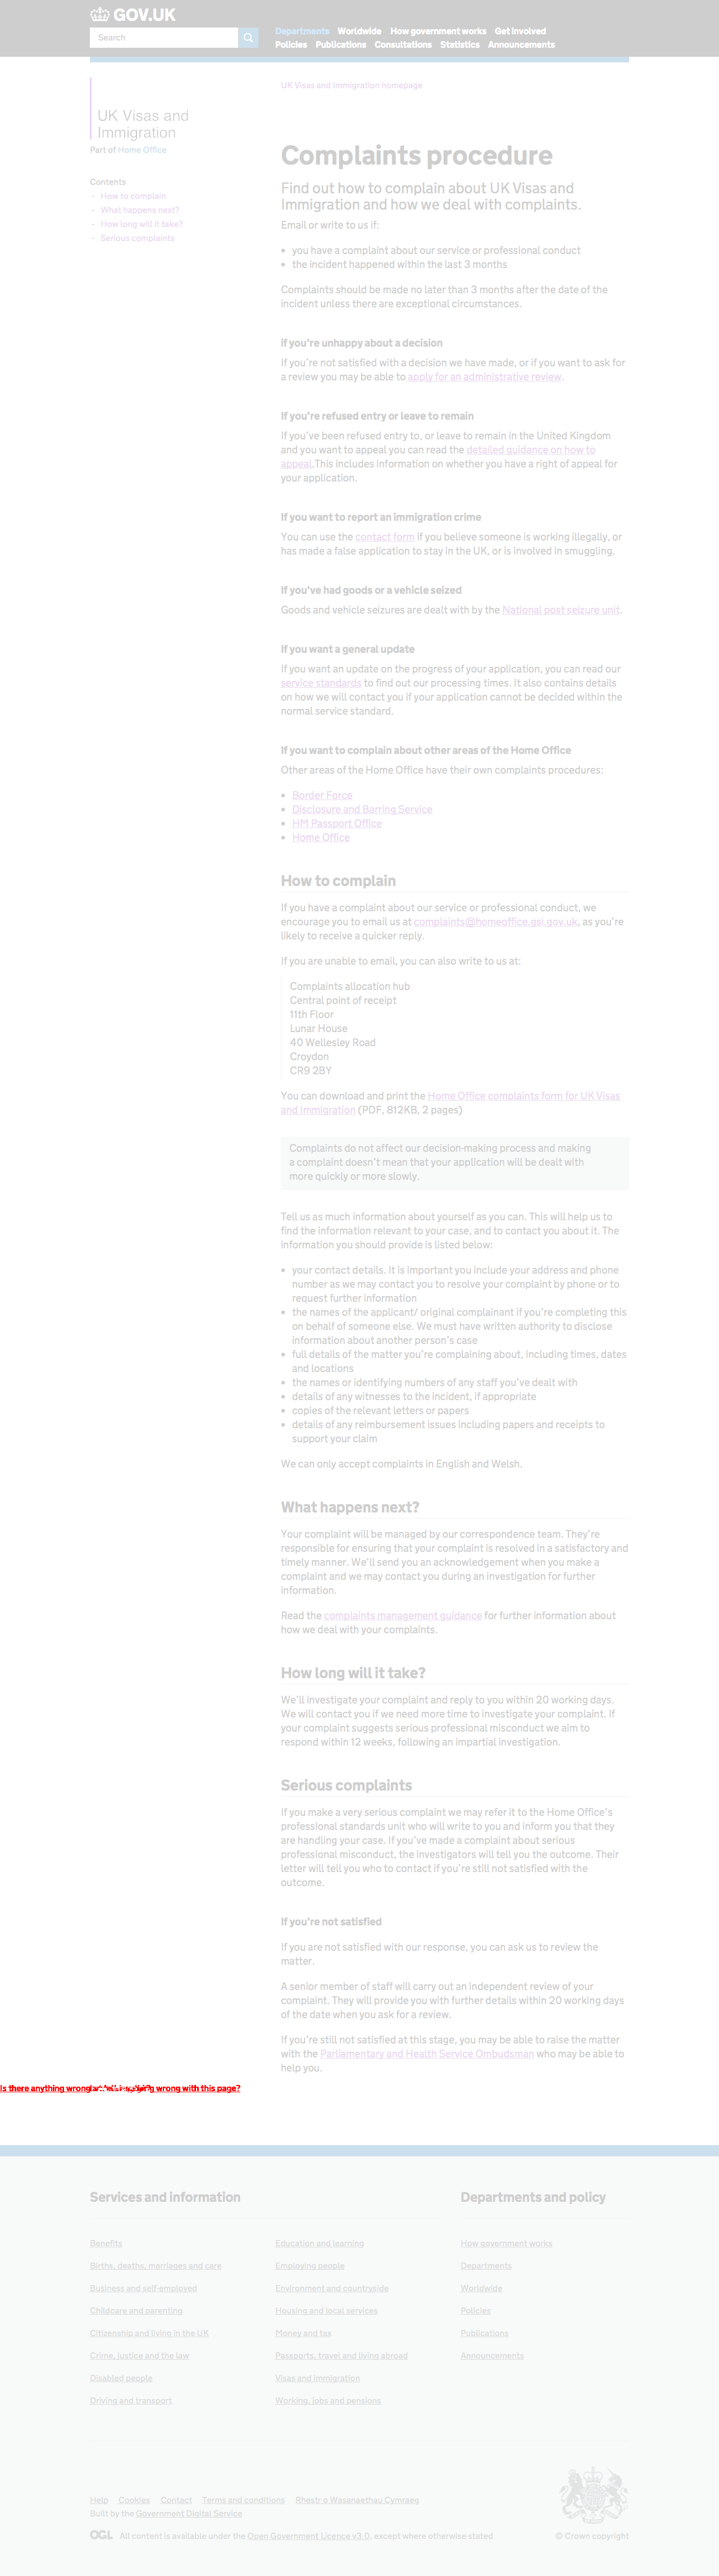 GOV.UK
Search
Departments Worldwide How government works Get involved
Policies Publications Consultations Statistics Announcements
UK Visas and Immigration homepage
UK Visas and
Immigration
Part of Home Office
Contents
- How to complain
- What happens next?
- How long will it take?
- Serious complaints
Complaints procedure
Find out how to complain about UK Visas and
Immigration and how we deal with complaints.
Email or write to us if:
• you have a complaint about our service or professional conduct
• the incident happened within the last 3 months
Complaints should be made no later than 3 months after the date of the
incident unless there are exceptional circumstances.
if you're unhappy about a decision
If you're not satisfied with a decision we have made, or if you want to ask for
a review you may be able to apply for an administrative review.
If you're refused entry or leave to remain
If you've been refused entry to, or leave to remain in the United Kingdom
and you want to appeal you can read the detailed guidance on how to
appeal.This includes information on whether you have a right of appeal for
your application.
If you want to report an immigration crime
You can use the contact form if you believe someone is working illegally, or
has made a false application to stay in the UK, or is involved in smuggling.
If you've had goods or a vehicle seized
Goods and vehicle seizures are dealt with by the National post seizure unit.
If you want a general update
If you want an update on the progress of your application, you can read our
service standards to find out our processing times. It also contains details
on how we will contact you if your application cannot be decided within the
normal service standard.
If you want to complain about other areas of the Home Office
Other areas of the Home Office have their own complaints procedures:
• Border Force
• Disclosure and Barring Service
• HM Passport Office
• Home Office
How to complain
If you have a complaint about our service or professional conduct, we
encourage you to email us at complaints@homeoffice.gsi.gov.uk, as you're
likely to receive a quicker reply.
If you are unable to email, you can also write to us at:
Complaints allocation hub
Central point of receipt
11th Floor
Lunar House
40 Wellesley Road
Croydon
CR9 2BY
You can download and print the Home Office complaints form for UK Visas
and Immigration (PDF, 812KB, 2 pages)
Complaints do not affect our decision-making process and making
a complaint doesn't mean that your application will be dealt with
more quickly or more slowly.
Tell us as much information about yourself as you can. This will help us to
find the information relevant to your case, and to contact you about it. The
information you should provide is listed below:
• your contact details. It is important you include your address and phone
number as we may contact you to resolve your complaint by phone or to
request further information
• the names of the applicant/ original complainant if you're completing this
on behalf of someone else. We must have written authority to disclose
information about another person's case
• full details of the matter you're complaining about, including times, dates
and locations
• the names or identifying numbers of any staff you've dealt with
• details of any witnesses to the incident, if appropriate
• copies of the relevant letters or papers
• details of any reimbursement issues including papers and receipts to
support your claim
We can only accept complaints in English and Welsh.
What happens next?
Your complaint will be managed by our correspondence team. They're
responsible for ensuring that your complaint is resolved in a satisfactory and
timely manner. We'll send you an acknowledgement when you make a
complaint and we may contact you during an investigation for further
information.
Read the complaints management guidance for further information about
how we deal with your complaints.
How long will it take?
We'll investigate your complaint and reply to you within 20 working days.
We will contact you if we need more time to investigate your complaint. If
your complaint suggests serious professional misconduct we aim to
respond within 12 weeks, following an impartial investigation.
Serious complaints
If you make a very serious complaint we may refer it to the Home Office's
professional standards unit who will write to you and inform you that they
are handling your case. If you've made a complaint about serious
professional misconduct, the investigators will tell you the outcome. Their
letter will tell you who to contact if you're still not satisfied with the
outcome.
If you're not satisfied
If you are not satisfied with our response, you can ask us to review the
matter.
A senior member of staff will carry out an independent review of your
complaint. They will provide you with further details within 20 working days
of the date when you ask for a review.
If you're still not satisfied at this stage, you may be able to raise the matter
with the Parliamentary and Health Service Ombudsman who may be able to
help you.
Is there anything wrong wrong with this page?
Services and information Departments and policy
Benefits Education and learning How government works
Births, deaths, marriages and care Employing people Departments
Business and self-employed Environment and countryside Worldwide
Childcare and parenting Housing and local services Policies
Citizenship and living in the UK Money and tax Publications
Crime, justice and the law Passports, travel and living abroad Announcements
Disabled people Visas and immigration
Driving and transport Working, jobs and pensions
Help Cookies Contact Terms and conditions Rhestr o Wasanaethau Cymraeg
Built by the Government Digital Service
OGL All content is available under the Open Government Licence v3.0, except where otherwise stated © Crown copyright